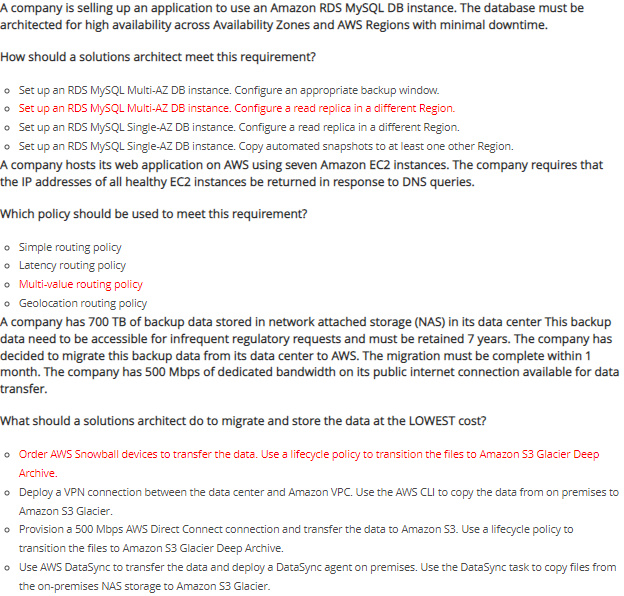 A company is selling up an application to use an Amazon RDS MySQL DB instance. The database must be
architected for high availability across Availability Zones and AWS Regions with minimal downtime.
How should a solutions architect meet this requirement?
Set up an RDS MySQL Multi-AZ DB instance. Configure an appropriate backup window.
Set up an RDS MySQL Multi-AZ DB instance. Configure a read replica in a different Region.
Set up an RDS MySQL Single-AZ DB instance. Configure a read replica in a different Region.
Set up an RDS MySQL Single-AZ DB instance. Copy automated snapshots to at least one other Region.
A company hosts its web application on AWS using seven Amazon EC2 instances. The company requires that
the IP addresses of all healthy EC2 instances be returned in response to DNS queries.
Which policy should be used to meet this requirement?
Simple routing policy
Latency routing policy
Multi-value routing policy
Geolocation routing policy
A company has 700 TB of backup data stored in network attached storage (NAS) in its data center This backup
data need to be accessible for infrequent regulatory requests and must be retained 7 years. The company has
decided to migrate this backup data from its data center to AWS. The migration must be complete within 1
month. The company has 500 Mbps of dedicated bandwidth on its public internet connection available for data
transfer.
What should a solutions architect do to migrate and store the data at the LOWEST cost?
Order AWS Snowball devices to transfer the data. Use a lifecycle policy to transition the files to Amazon S3 Glacier Deep
Archive.
Deploy a VPN connection between the data center and Amazon VPC. Use the AWS CLI to copy the data from on premises to
Amazon S3 Glacier.
Provision a 500 Mbps AWS Direct Connect connection and transfer the data to Amazon S3. Use a lifecycle policy to
transition the files to Amazon S3 Glacier Deep Archive.
Use AWS DataSync to transfer the data and deploy a DataSync agent on premises. Use the DataSync task to copy files from
the on-premises NAS storage to Amazon S3 Glacier.